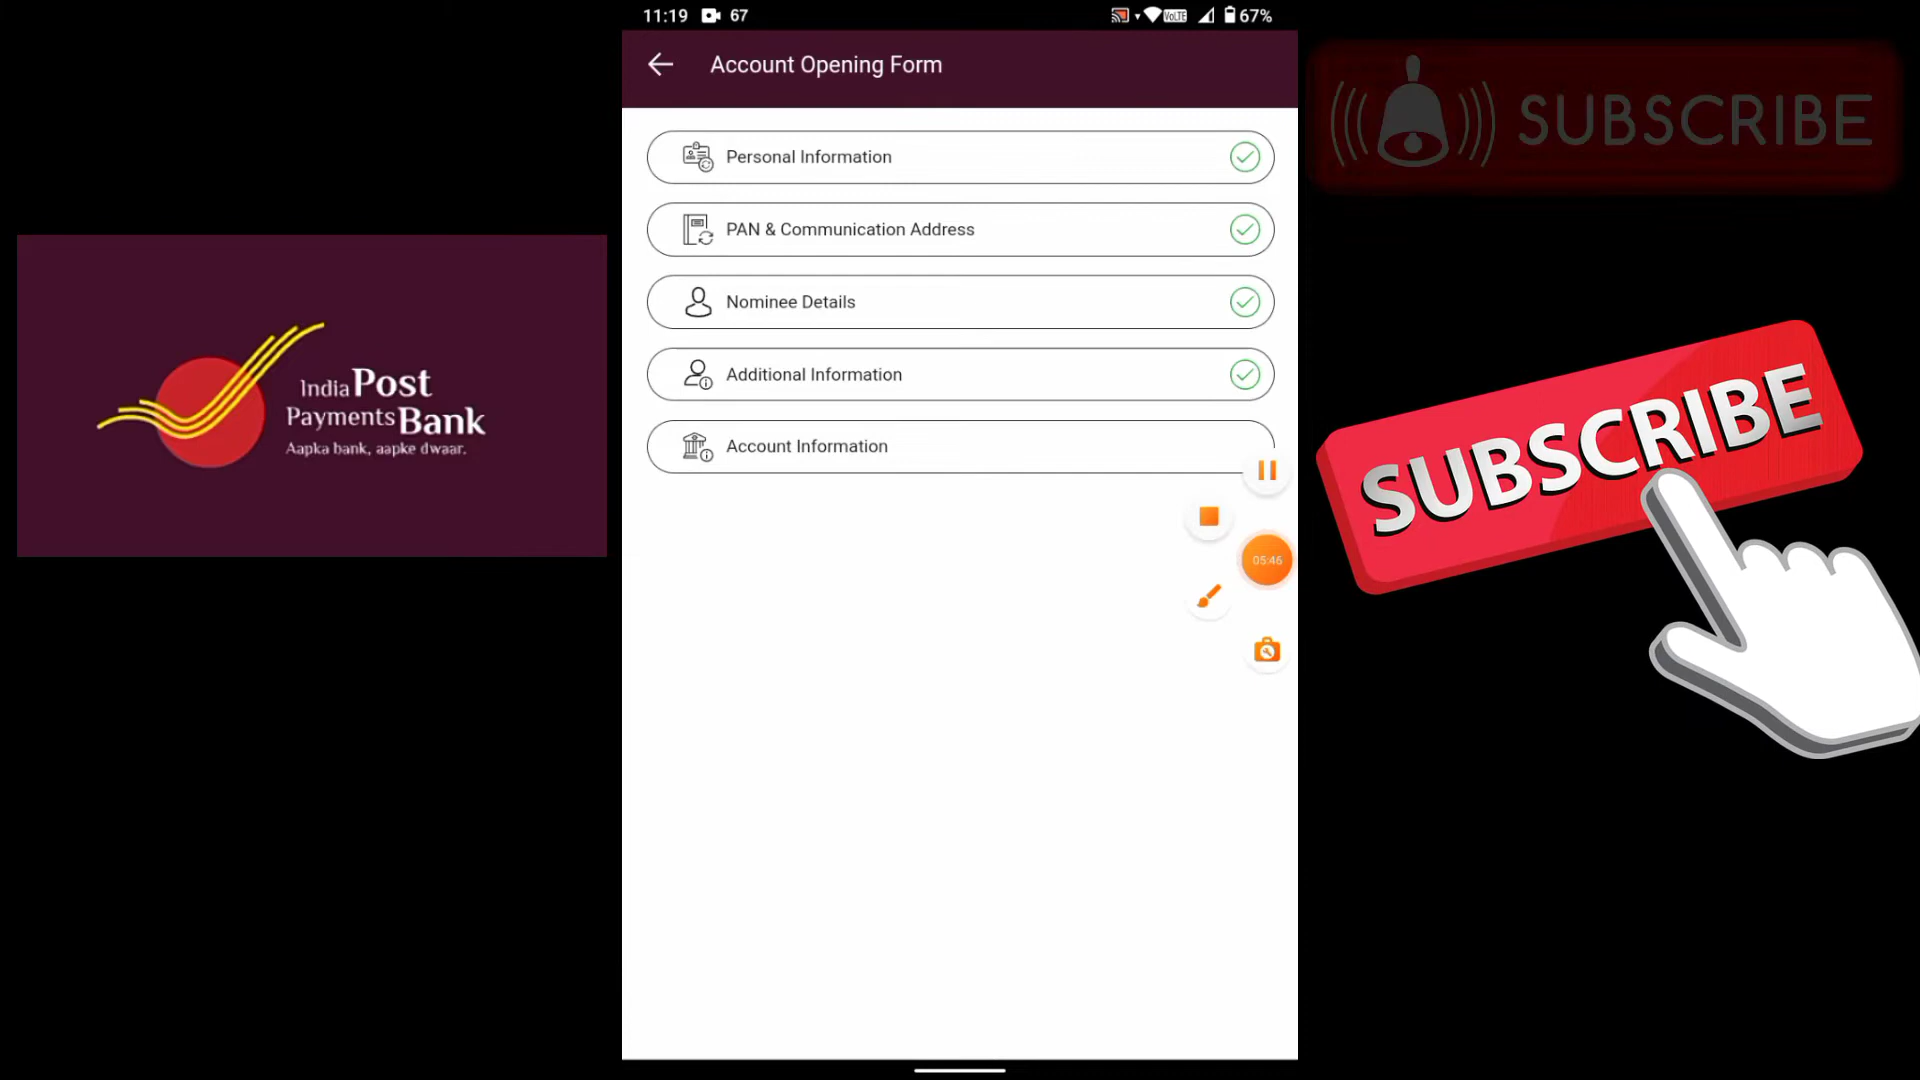 11:19 67
VoLTE 67%
Account Opening Form
Personal Information
PAN & Communication Address
Nominee Details
Additional Information
Account Information
05:46
India Post
Payments Bank
Aapka bank, aapke dwaar.
SUBSCRIBE
SUBSCRIBE